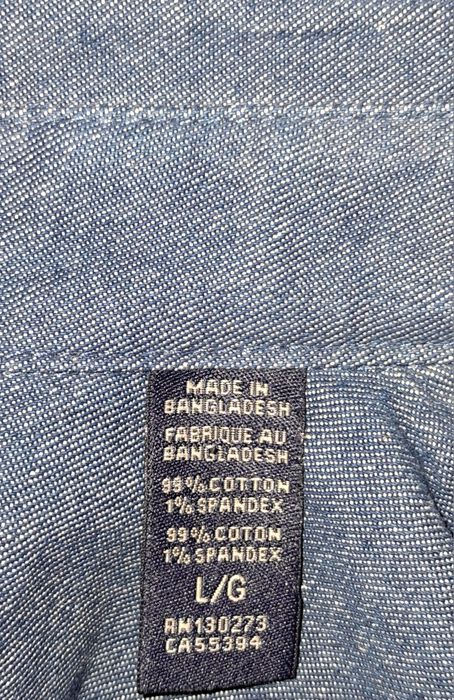 MADE IN
BANGLADESH
FABRIQUE AU
BANGLADESH
99% COTTON
1% SPANDEX
99% COTON
1% SPANDEX
L/G
RN130273
CA55394